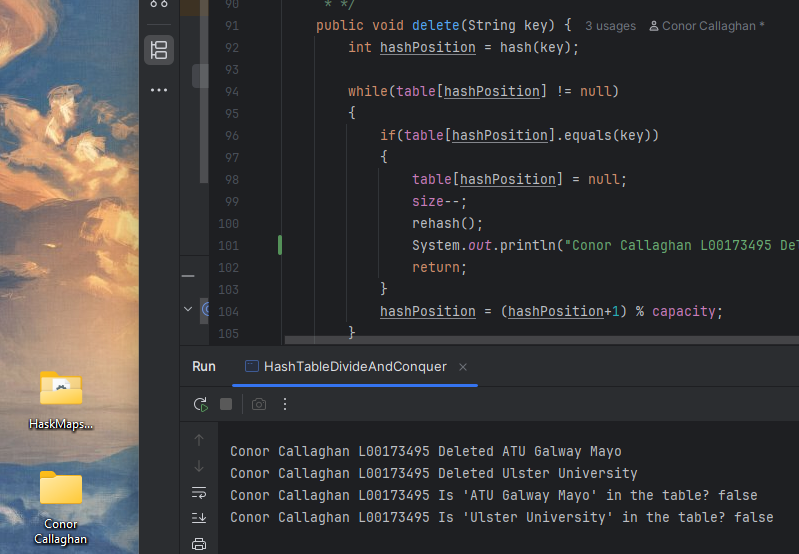 90 * */
91 public void delete(String key) { 3 usages Conor Callaghan *
92 int hashPosition = hash(key);
93
94 while(table[hashPosition] != null)
95 {
96 if(table[hashPosition].equals(key))
97 {
98 table[hashPosition] = null;
99 size--;
100 rehash();
101 System.out.println("Conor Callaghan L00173495 Del
102 return;
103 }
104 hashPosition = (hashPosition+1) % capacity;
105 }
Run HashTableDivideAndConquer
Conor Callaghan L00173495 Deleted ATU Galway Mayo
Conor Callaghan L00173495 Deleted Ulster University
Conor Callaghan L00173495 Is 'ATU Galway Mayo' in the table? false
Conor Callaghan L00173495 Is 'Ulster University' in the table? false
HaskMaps...
Conor
Callaghan